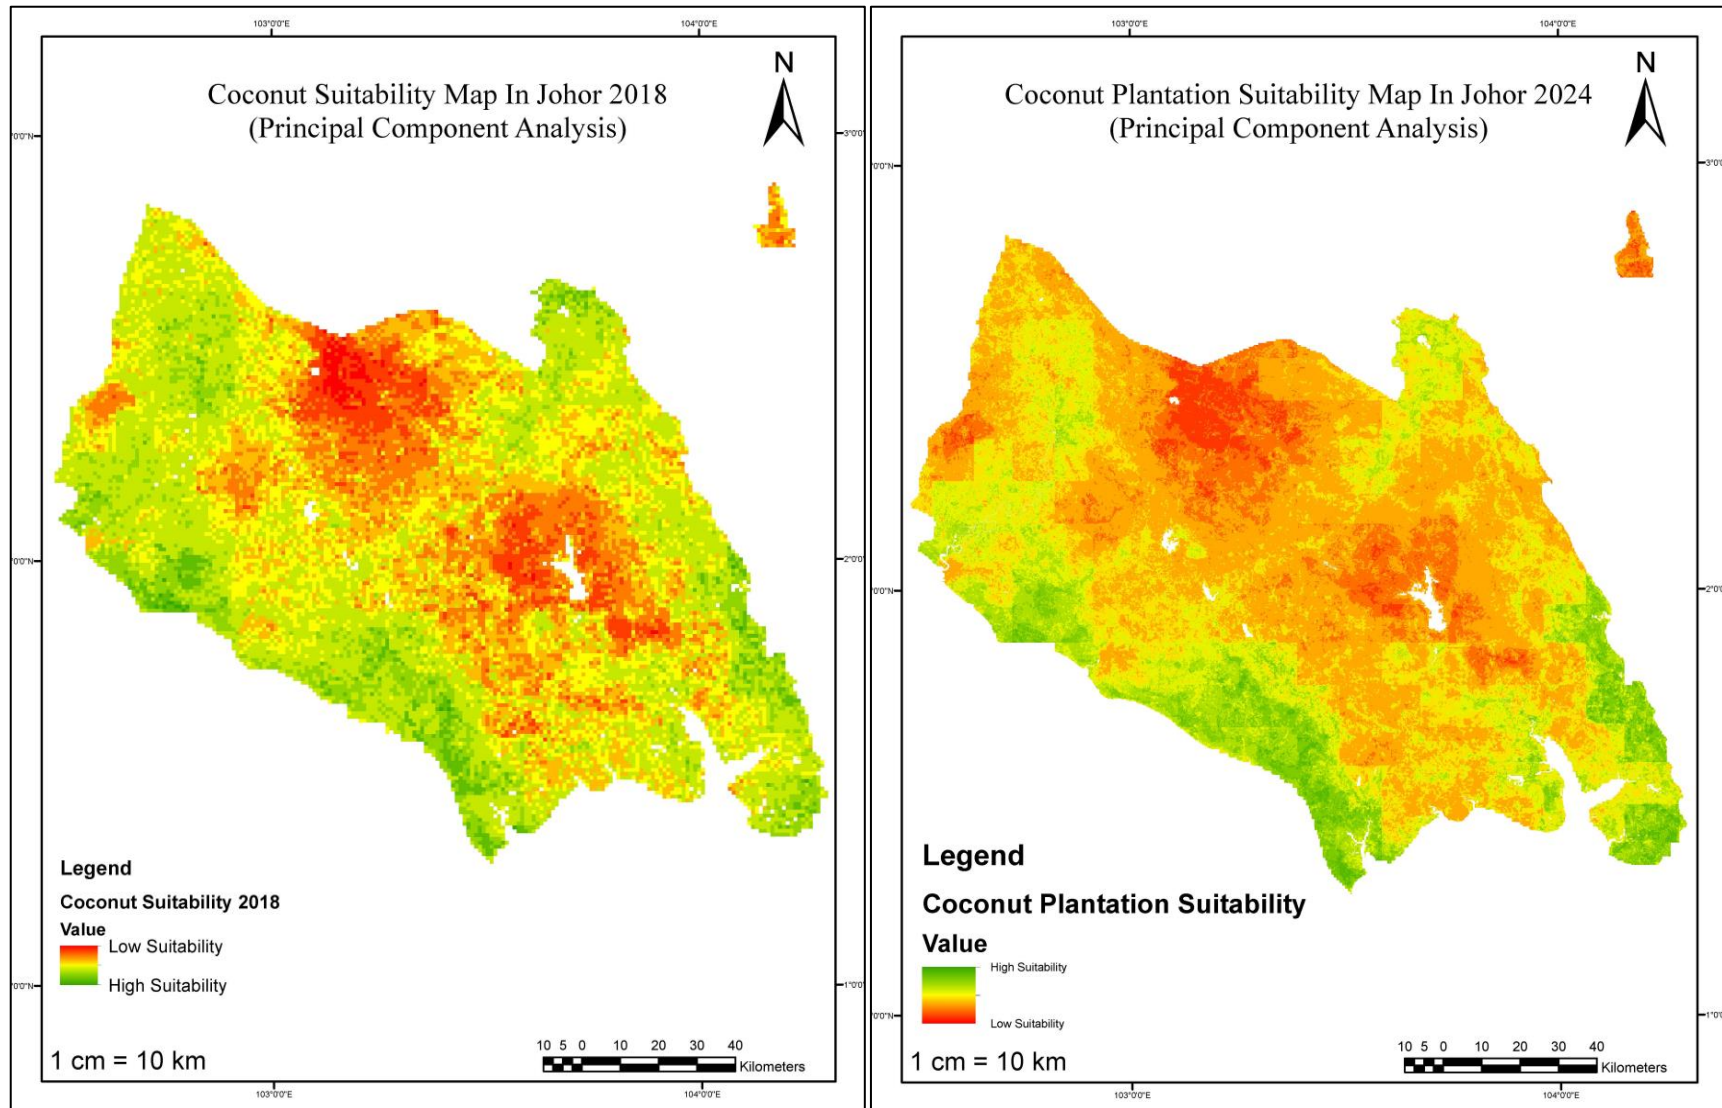 103°0'0"E 104°0'0"E
N
Coconut Suitability Map In Johor 2018
(Principal Component Analysis)
Legend
Coconut Suitability 2018
Value
Low Suitability
High Suitability
1 cm = 10 km
10 5 0 10 20 30 40
Kilometers
103°0'0"E 104°0'0"E
103°0'0"E 104°0'0"E
N
Coconut Plantation Suitability Map In Johor 2024
(Principal Component Analysis)
Legend
Coconut Plantation Suitability
Value
High Suitability
Low Suitability
1 cm = 10 km
10 5 0 10 20 30 40
Kilometers
103°0'0"E 104°0'0"E